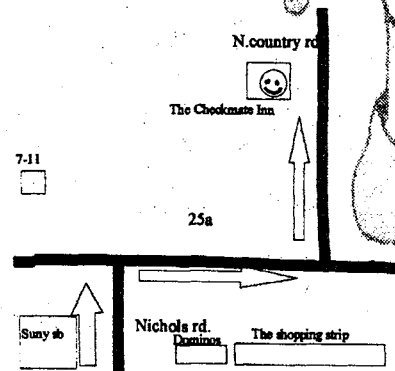 N.country rd
The Checkmate Inn
7-11
25a
Nichols rd.
Suny sb
Dominos
The shopping strip